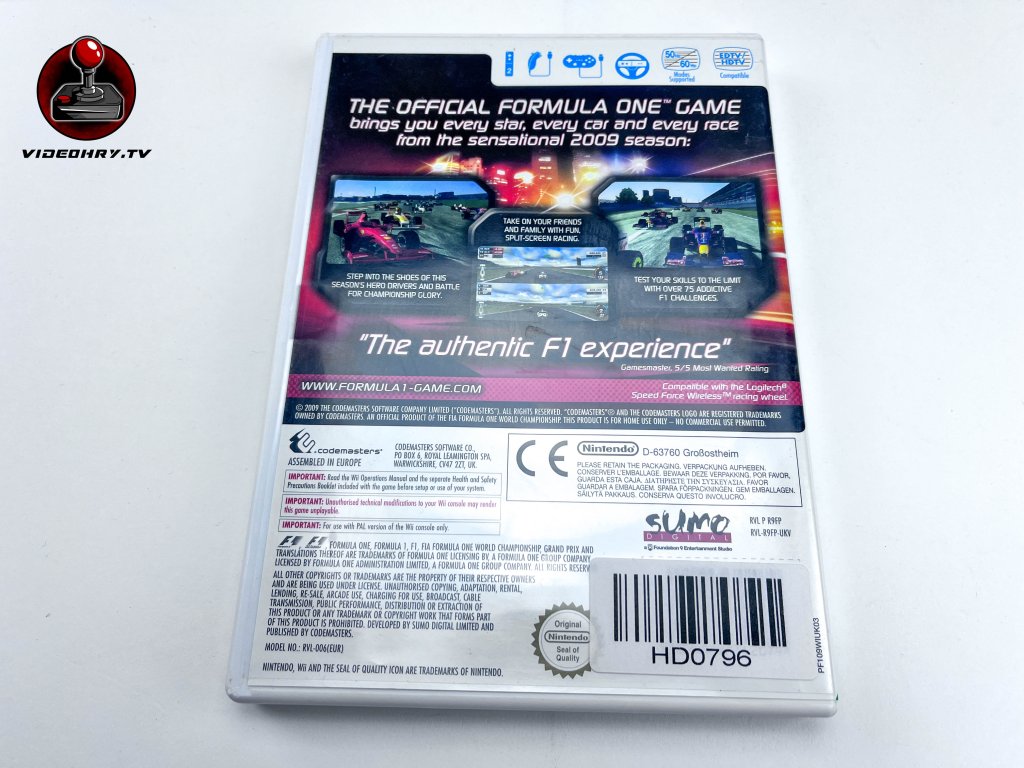 VIDEOHRY.TV
2
50Hz
60Hz
Modes
Supported
EDTV
HDTV
Compatible
THE OFFICIAL FORMULA ONE™ GAME
brings you every star, every car and every race
from the sensational 2009 season:
TAKE ON YOUR FRIENDS
AND FAMILY WITH FUN,
SPLIT-SCREEN RACING.
STEP INTO THE SHOES OF THIS
SEASON'S HERO DRIVERS AND BATTLE
FOR CHAMPIONSHIP GLORY.
TEST YOUR SKILLS TO THE LIMIT
WITH OVER 75 ADDICTIVE
F1 CHALLENGES.
"The authentic F1 experience"
Gamesmaster, 5/5 Most Wanted Rating
WWW.FORMULA1-GAME.COM
Compatible with the Logitech®
Speed Force Wireless™ racing wheel
© 2009 THE CODEMASTERS SOFTWARE COMPANY LIMITED ("CODEMASTERS"). ALL RIGHTS RESERVED. "CODEMASTERS"® AND THE CODEMASTERS LOGO ARE REGISTERED TRADEMARKS
OWNED BY CODEMASTERS. AN OFFICIAL PRODUCT OF THE FIA FORMULA ONE WORLD CHAMPIONSHIP. THIS PRODUCT IS FOR HOME USE ONLY – NO COMMERCIAL USE PERMITTED.
codemasters®
ASSEMBLED IN EUROPE
CODEMASTERS SOFTWARE CO.,
PO BOX 6, ROYAL LEAMINGTON SPA,
WARWICKSHIRE, CV47 2ZT, UK.
CE
Nintendo
D-63760 Großostheim
PLEASE RETAIN THE PACKAGING. VERPACKUNG AUFHEBEN.
CONSERVER L'EMBALLAGE. BEWAAR DEZE VERPAKKING. POR FAVOR,
GUARDA ESTA CAJA. ΔΙΑΤΗΡΗΣΤΕ ΤΗ ΣΥΣΚΕΥΑΣΙΑ. FAVOR
GUARDAR A EMBALAGEM. SPARA FÖRPACKNINGEN. GEM EMBALLAGEN.
SÄILYTÄ PAKKAUS. CONSERVA QUESTO INVOLUCRO.
IMPORTANT: Read the Wii Operations Manual and the separate Health and Safety
Precautions Booklet included with the game before setup or use of your system.
IMPORTANT: Unauthorised technical modifications to your Wii console may render
this game unplayable.
IMPORTANT: For use with PAL version of the Wii console only.
SUMO
DIGITAL
a Foundation 9 Entertainment Studio
RVL P R9FP
RVL-R9FP-UKV
F1 F1 FORMULA ONE, FORMULA 1, F1, FIA FORMULA ONE WORLD CHAMPIONSHIP, GRAND PRIX AND
TRANSLATIONS THEREOF ARE TRADEMARKS OF FORMULA ONE LICENSING BV, A FORMULA ONE GROUP COMPANY.
LICENSED BY FORMULA ONE ADMINISTRATION LIMITED, A FORMULA ONE GROUP COMPANY. ALL RIGHTS
ALL OTHER COPYRIGHTS OR TRADEMARKS ARE THE PROPERTY OF THEIR RESPECTIVE OWNERS
AND ARE BEING USED UNDER LICENSE. UNAUTHORISED COPYING, ADAPTATION, RENTAL,
LENDING, RE-SALE, ARCADE USE, CHARGING FOR USE, BROADCAST, CABLE
TRANSMISSION, PUBLIC PERFORMANCE, DISTRIBUTION OR EXTRACTION OF
THIS PRODUCT OR ANY TRADEMARK OR COPYRIGHT WORK THAT FORMS PART
OF THIS PRODUCT IS PROHIBITED. DEVELOPED BY SUMO DIGITAL LIMITED AND
PUBLISHED BY CODEMASTERS.
MODEL NO.: RVL-006(EUR)
NINTENDO, Wii AND THE SEAL OF QUALITY ICON ARE TRADEMARKS OF NINTENDO.
Original
Nintendo
Seal of
Quality
HD0796
PF109WIUK03